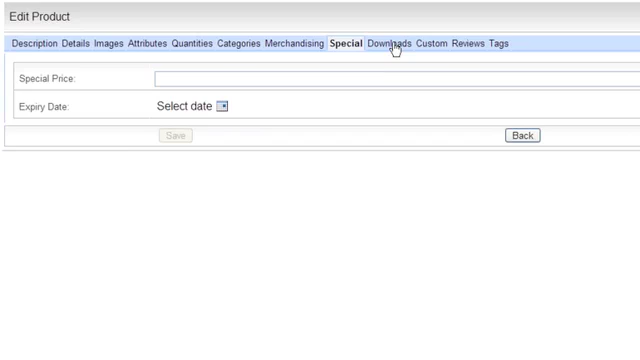 Edit Product
Description Details Images Attributes Quantities Categories Merchandising Special Downloads Custom Reviews Tags
Special Price:
Expiry Date: Select date
Save Back